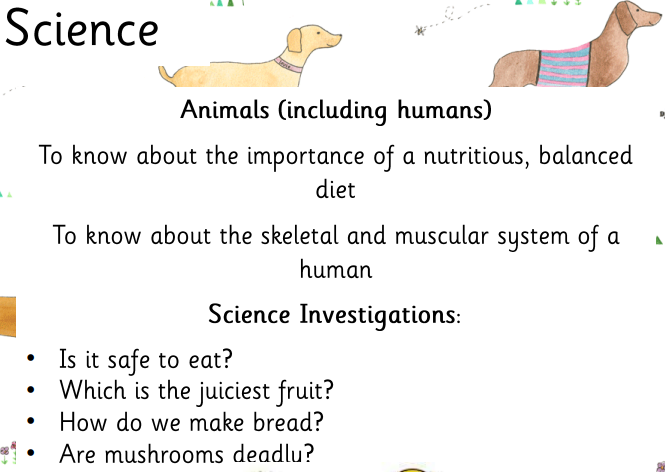 Science
Animals (including humans)
To know about the importance of a nutritious, balanced
diet
To know about the skeletal and muscular system of a
human
Science Investigations:
• Is it safe to eat?
• Which is the juiciest fruit?
• How do we make bread?
• Are mushrooms deadly?